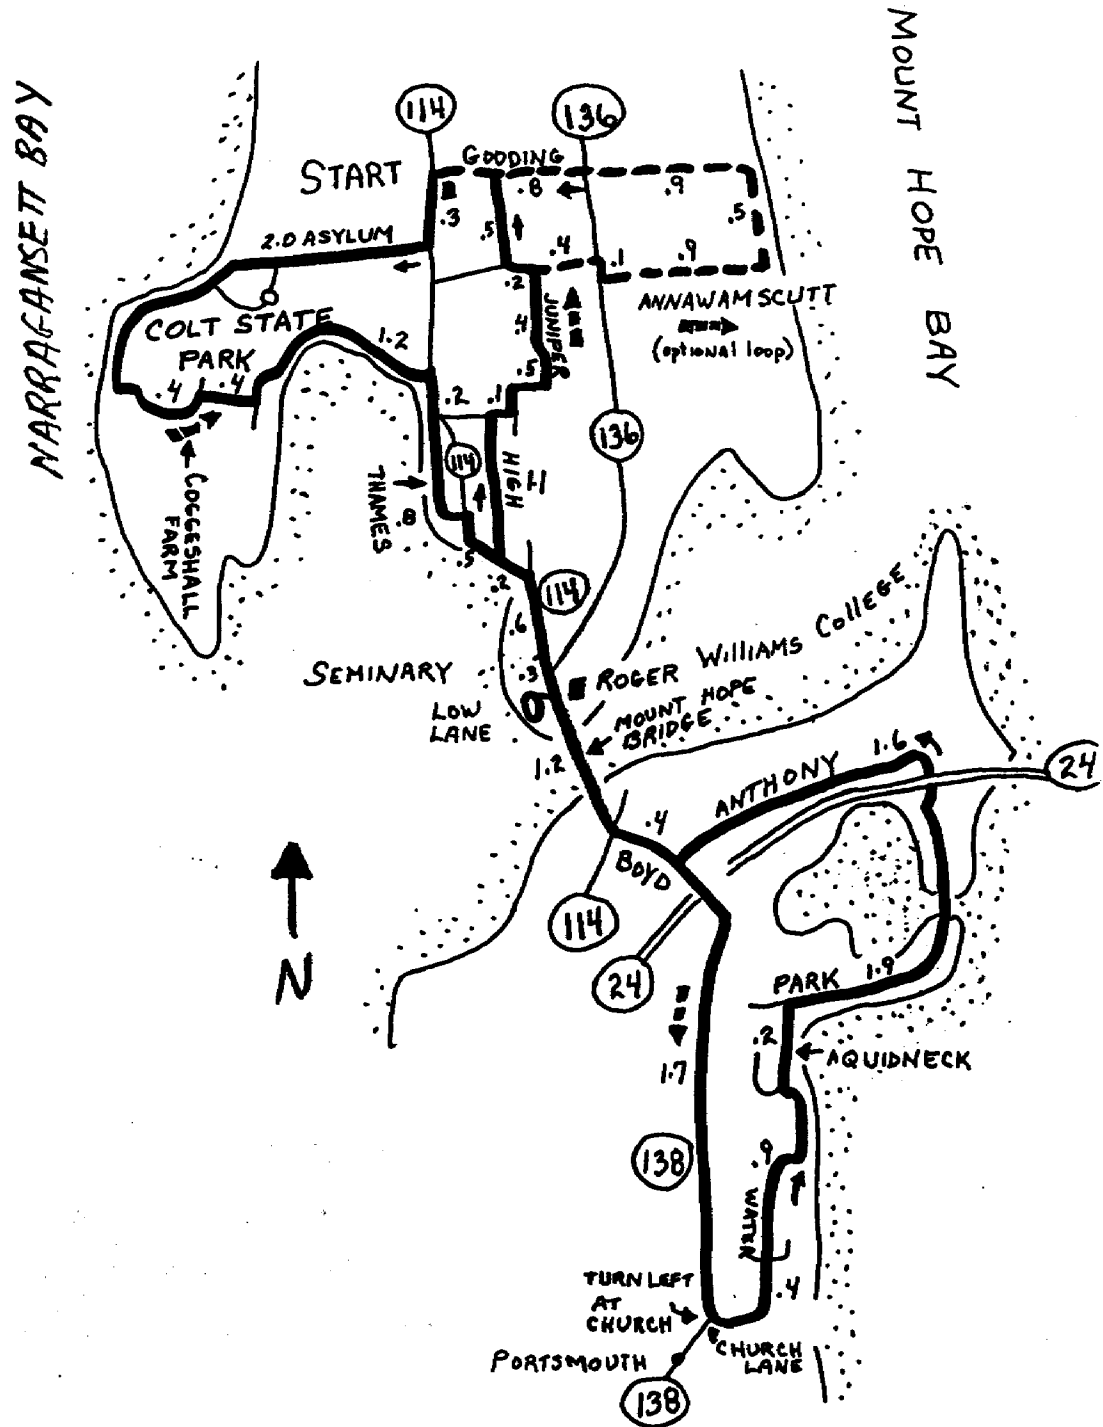 NARRAGANSETT BAY
MOUNT HOPE BAY
114
136
GOODING
START
.3
.8
.9
.5
.5
2.0 ASYLUM
.4
.1
.9
.2
ANNAWAMSCUTT
(optional loop)
JUNIPER
.4
COLT STATE
PARK
1.2
.5
.4
.4
.2
.1
136
114
HIGH
1.1
THAMES
.8
COGGESHALL
FARM
.5
.2
114
.6
SEMINARY
.3
ROGER WILLIAMS COLLEGE
LOW
LANE
MOUNT HOPE
BRIDGE
1.2
1.6
24
ANTHONY
.4
BOYD
114
24
N
PARK 1.9
.2
AQUIDNECK
1.7
138
.9
WATER
TURN LEFT
AT
CHURCH
.4
CHURCH
LANE
PORTSMOUTH
138